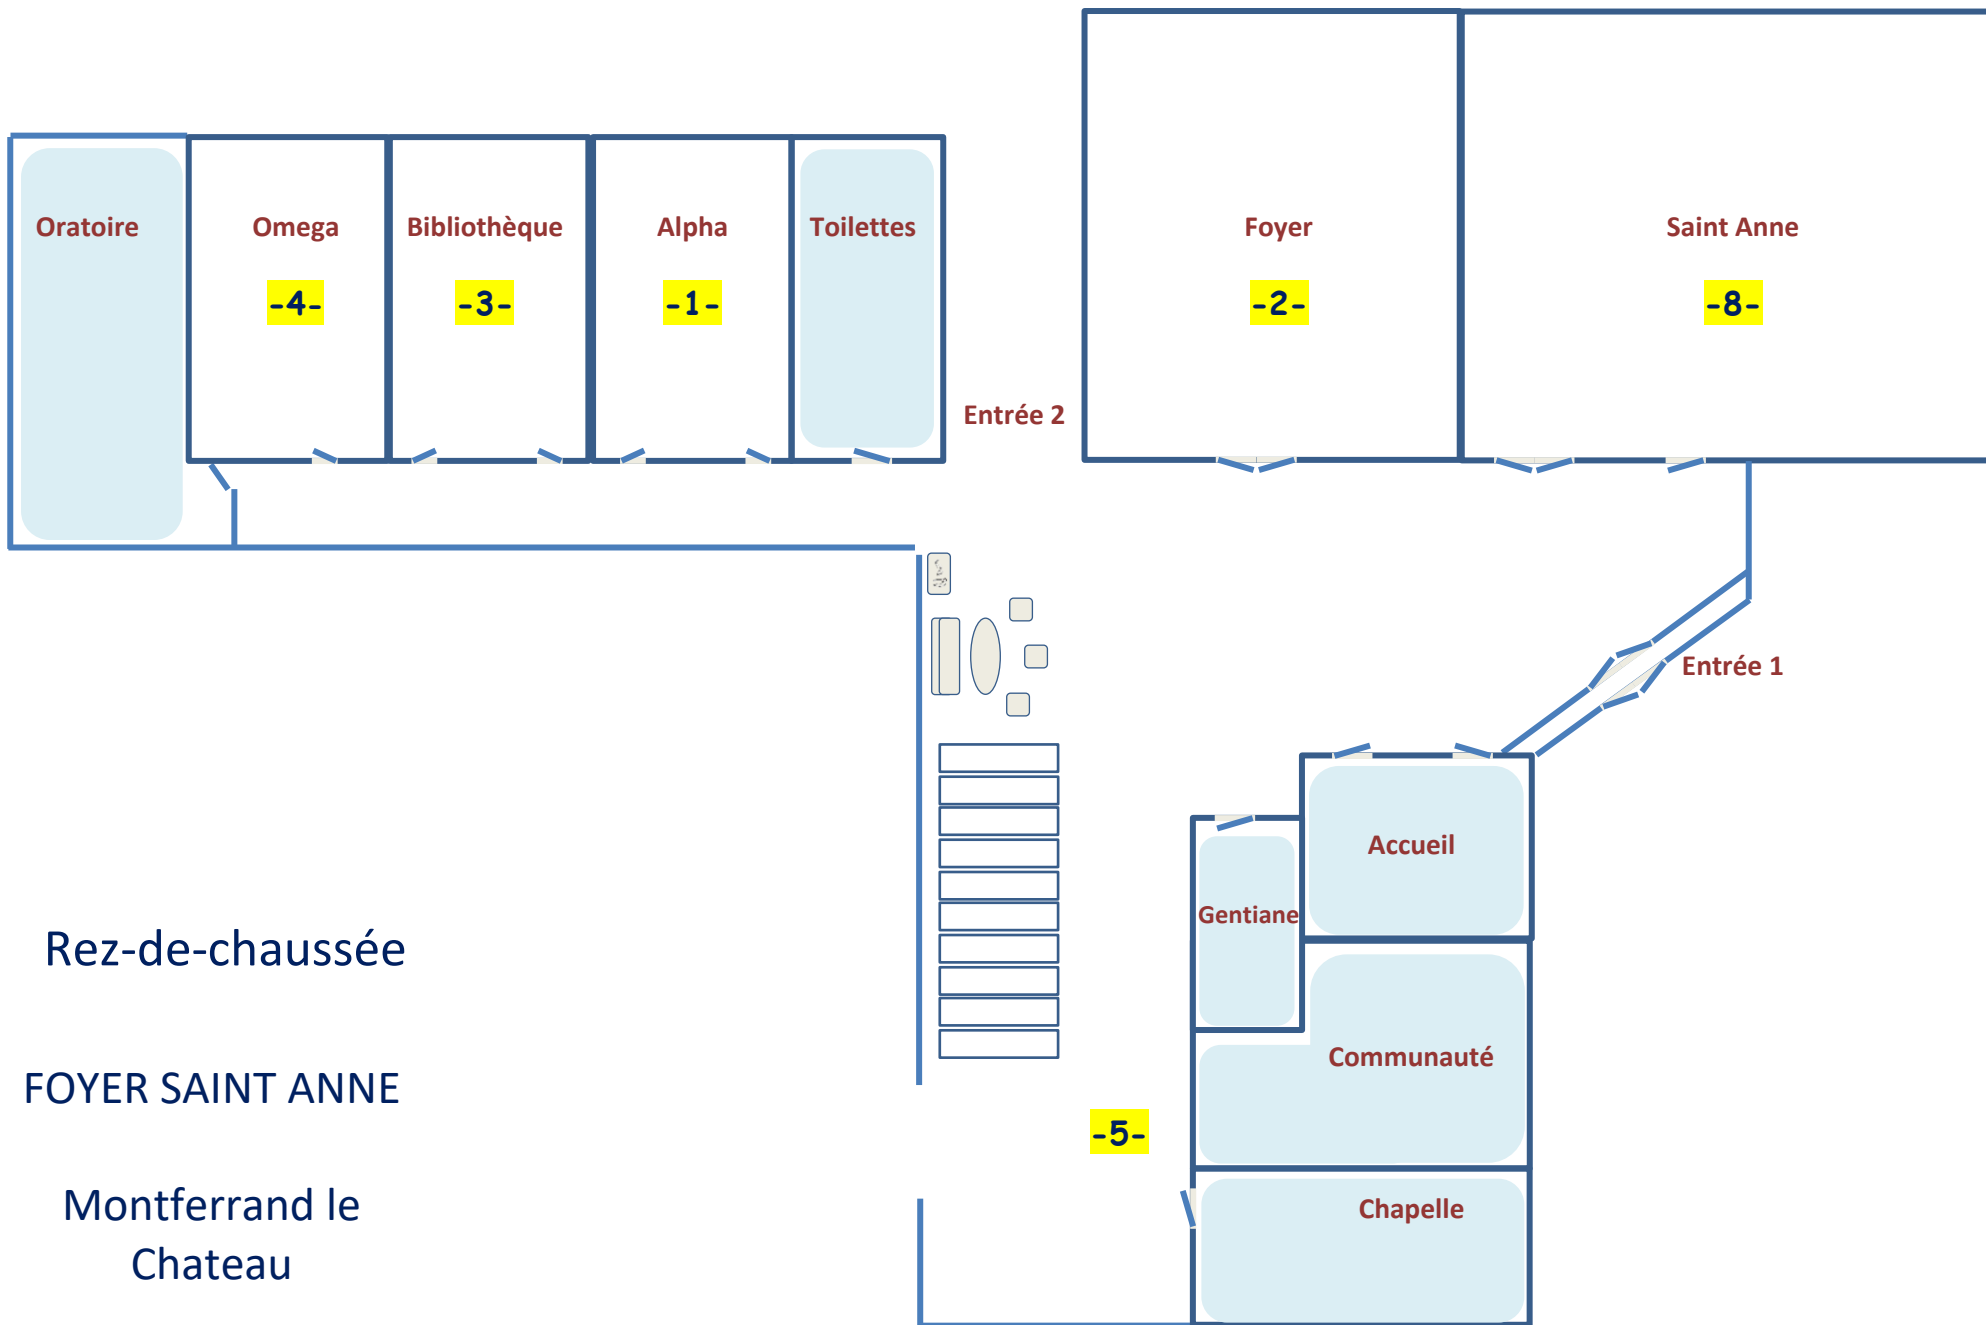 Oratoire
Omega
Bibliothèque
Alpha
Toilettes
Foyer
Saint Anne
-4-
-3-
-1-
-2-
-8-
Entrée 2
Entrée 1
Accueil
Gentiane
Rez-de-chaussée
Communauté
FOYER SAINT ANNE
-5-
Montferrand le
Chateau
Chapelle